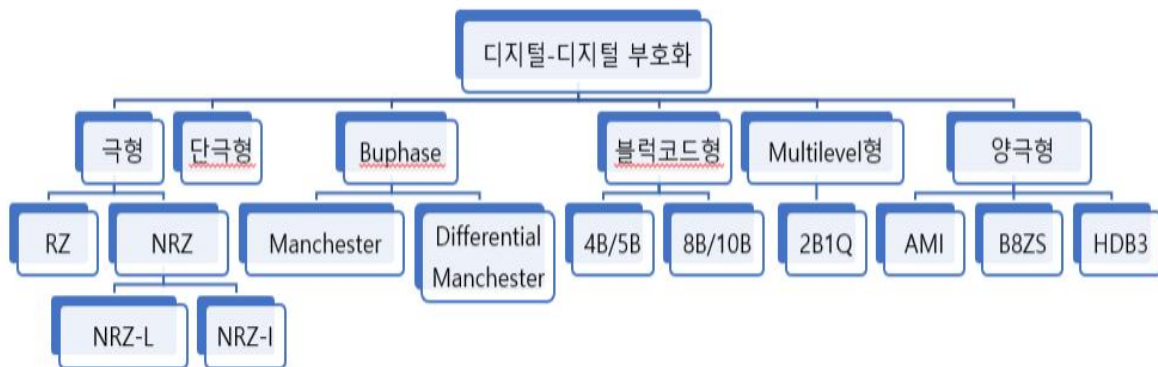 디지털-디지털 부호화
극형
단극형
Buphase
블럭코드형
Multilevel형
양극형
RZ
NRZ
Manchester
Differential
Manchester
4B/5B
8B/10B
2B1Q
AMI
B8ZS
HDB3
NRZ-L
NRZ-I